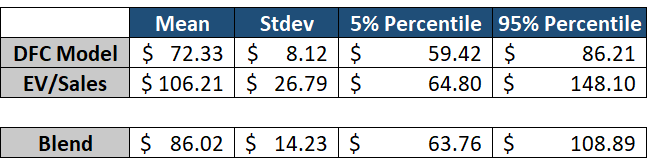 Mean Stdev 5% Percentile 95% Percentile
DFC Model $ 72.33 $ 8.12 $ 59.42 $ 86.21
EV/Sales $ 106.21 $ 26.79 $ 64.80 $ 148.10
Blend $ 86.02 $ 14.23 $ 63.76 $ 108.89